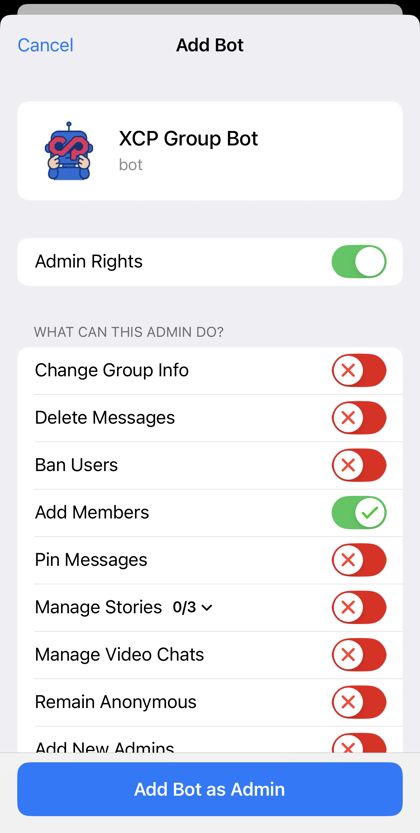 Cancel
Add Bot
XCP Group Bot
bot
Admin Rights
WHAT CAN THIS ADMIN DO?
Change Group Info
Delete Messages
Ban Users
Add Members
Pin Messages
Manage Stories 0/3
Manage Video Chats
Remain Anonymous
Add New Admins
Add Bot as Admin